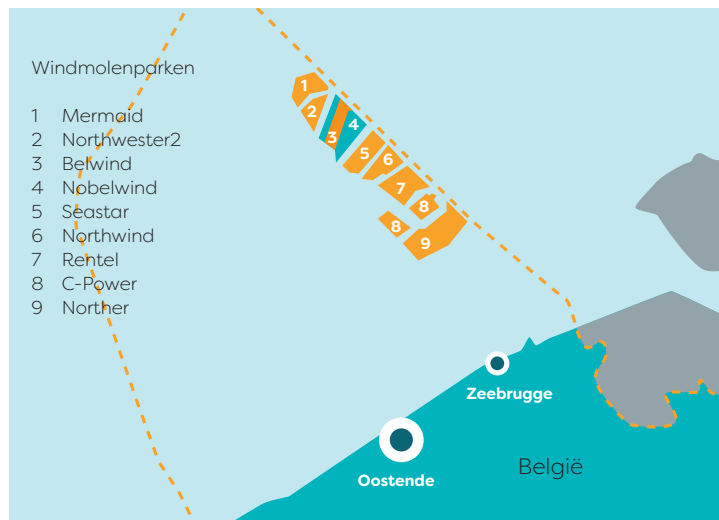 Windmolenparken
1 Mermaid
2 Northwester2
3 Belwind
4 Nobelwind
5 Seastar
6 Northwind
7 Rentel
8 C-Power
9 Norther
1
2
3
4
5
6
7
8
8
9
Zeebrugge
Oostende
België